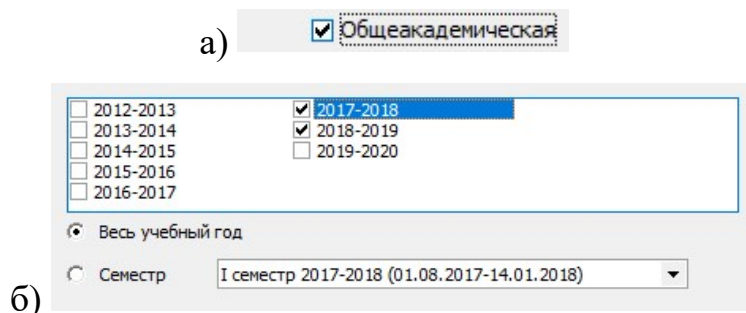 а) Общеакадемическая
2012-2013 2017-2018
2013-2014 2018-2019
2014-2015 2019-2020
2015-2016
2016-2017
Весь учебный год
Семестр I семестр 2017-2018 (01.08.2017-14.01.2018)
б)